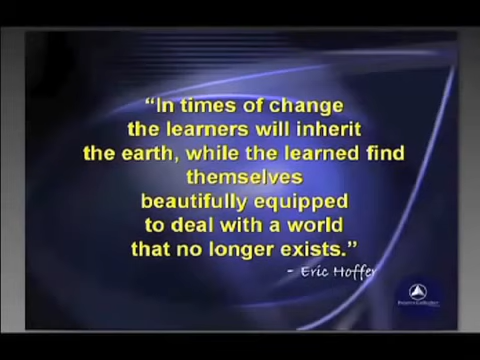 “In times of change
the learners will inherit
the earth, while the learned find
themselves
beautifully equipped
to deal with a world
that no longer exists.”
- Eric Hoffer